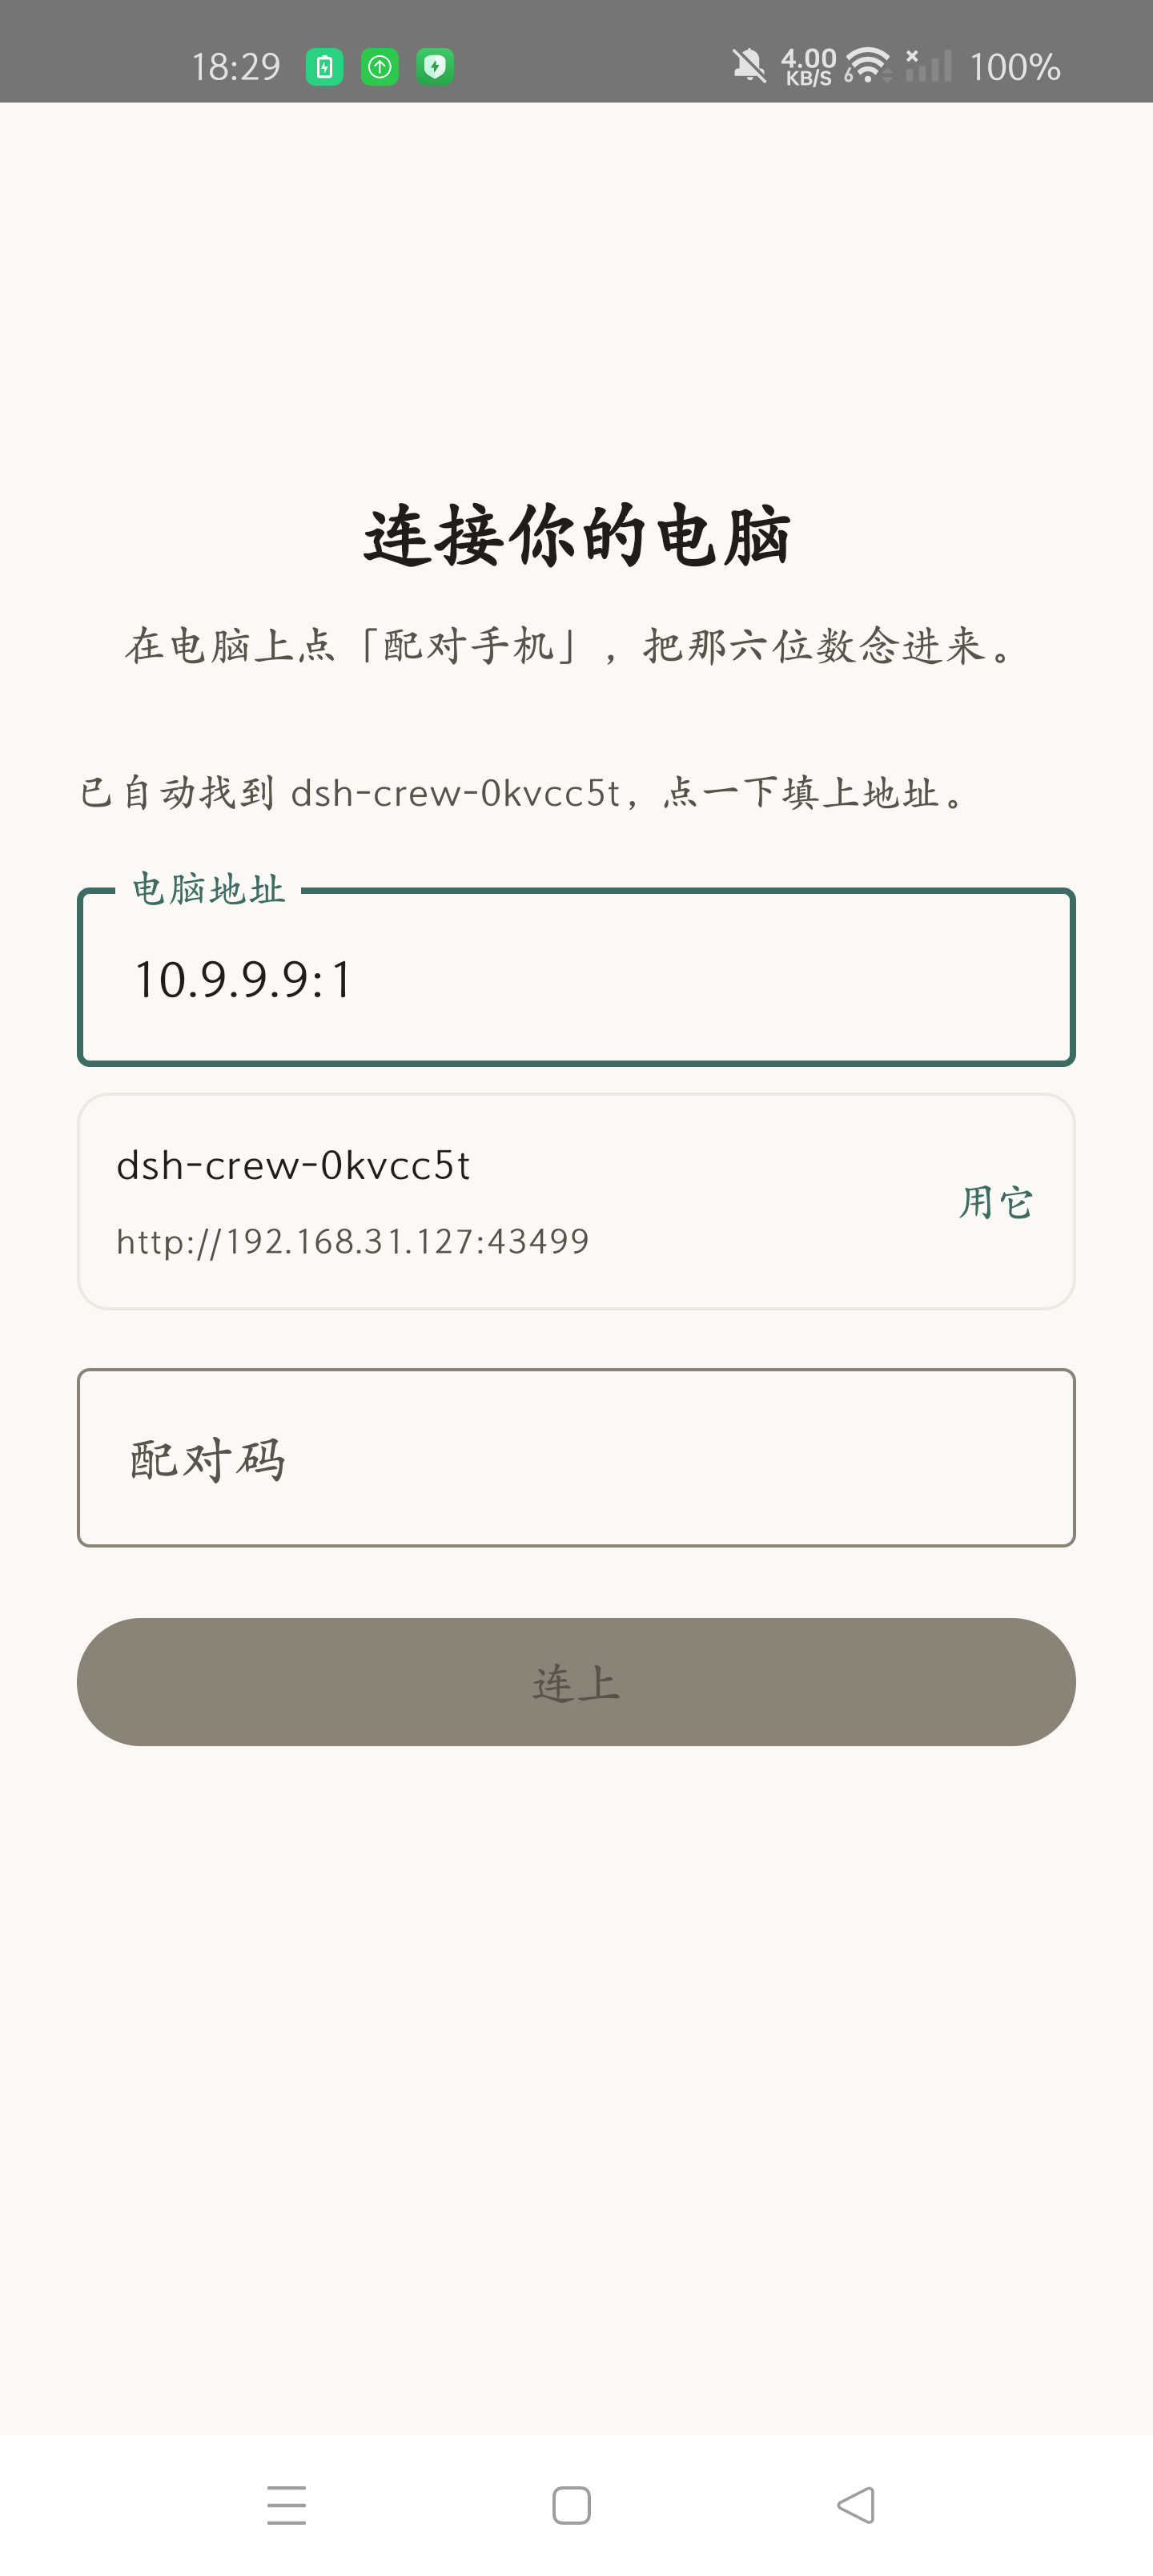 18:29
4.00
KB/S
6
100%
连接你的电脑
在电脑上点「配对手机」，把那六位数念进来。
已自动找到 dsh-crew-0kvcc5t，点一下填上地址。
电脑地址
10.9.9.9:1
dsh-crew-0kvcc5t
用它
http://192.168.31.127:43499
配对码
连上